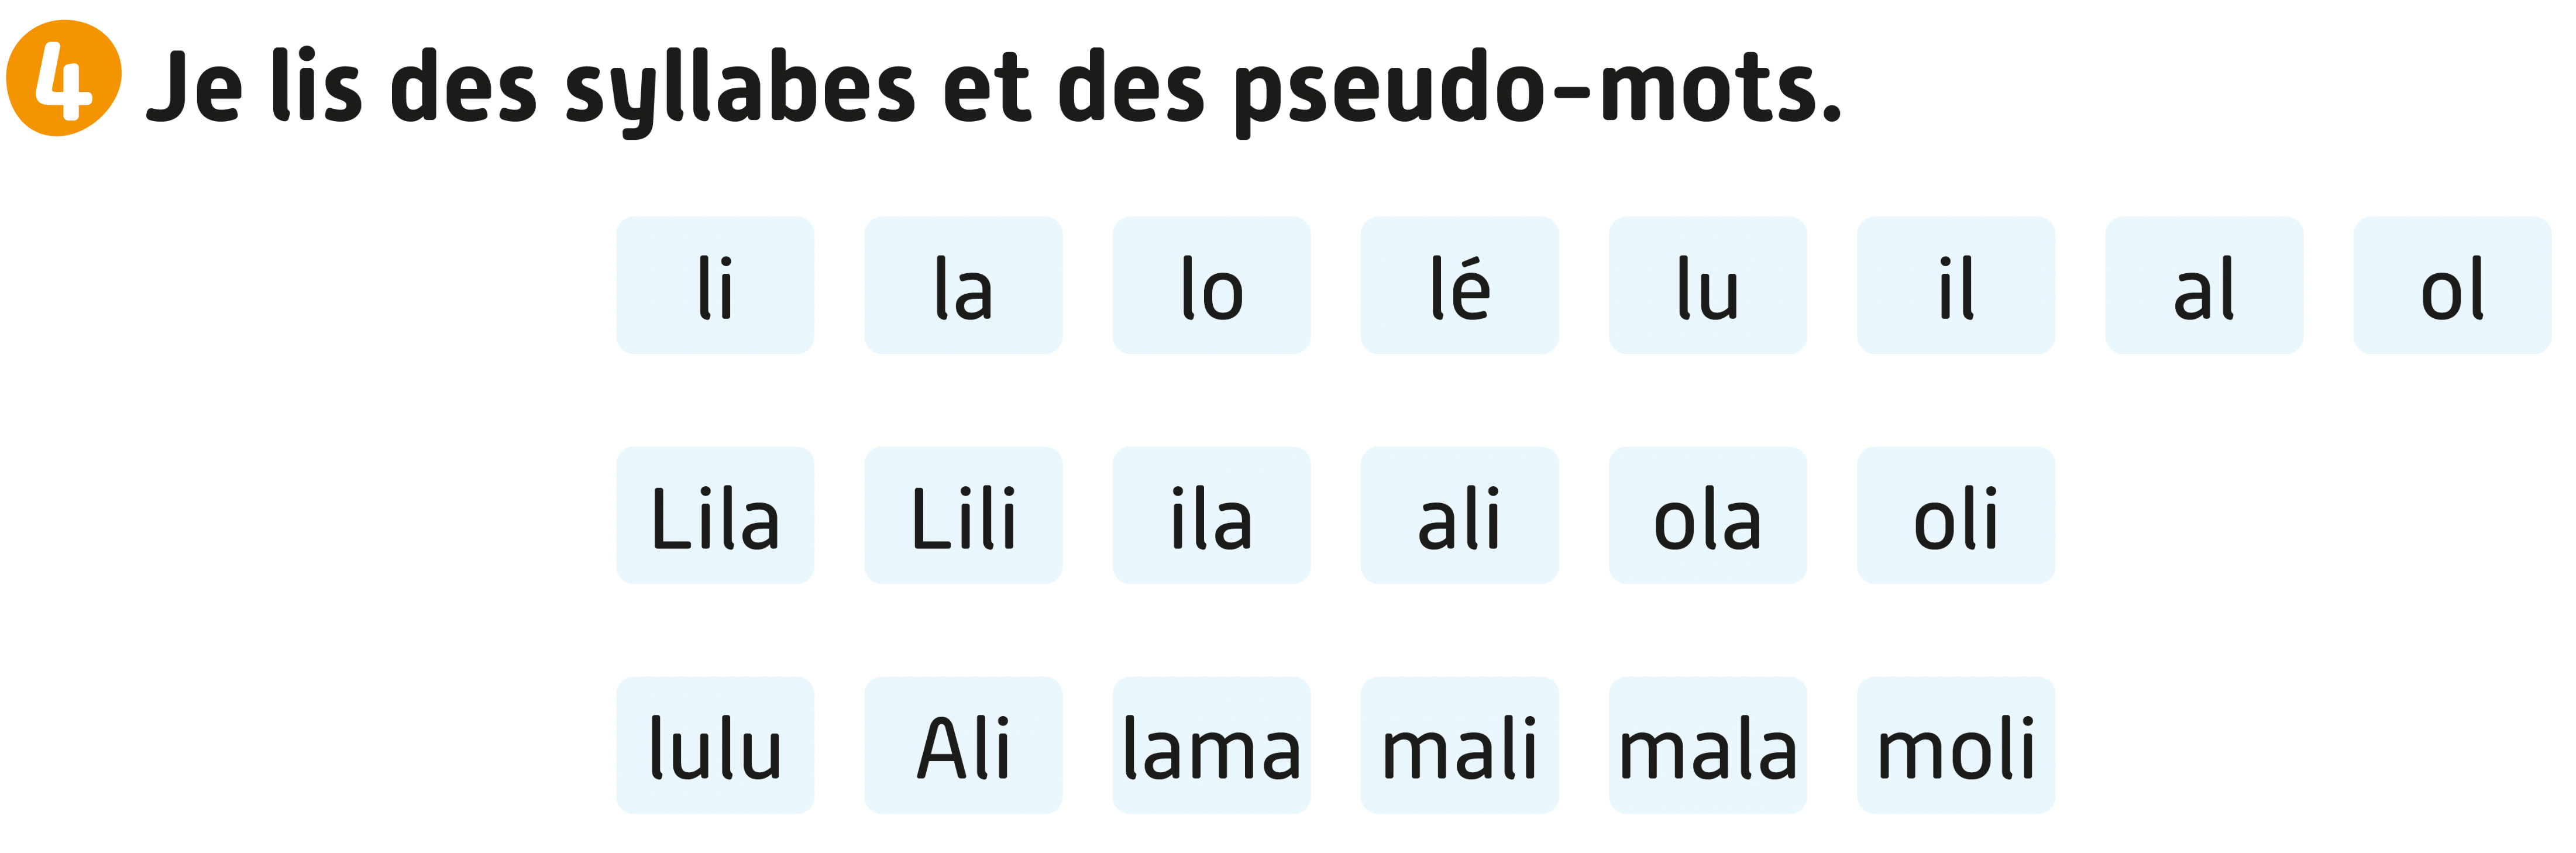 4 Je lis des syllabes et des pseudo-mots.
li la lo lé lu il al ol
Lila Lili ila ali ola oli
lulu Ali lama mali mala moli